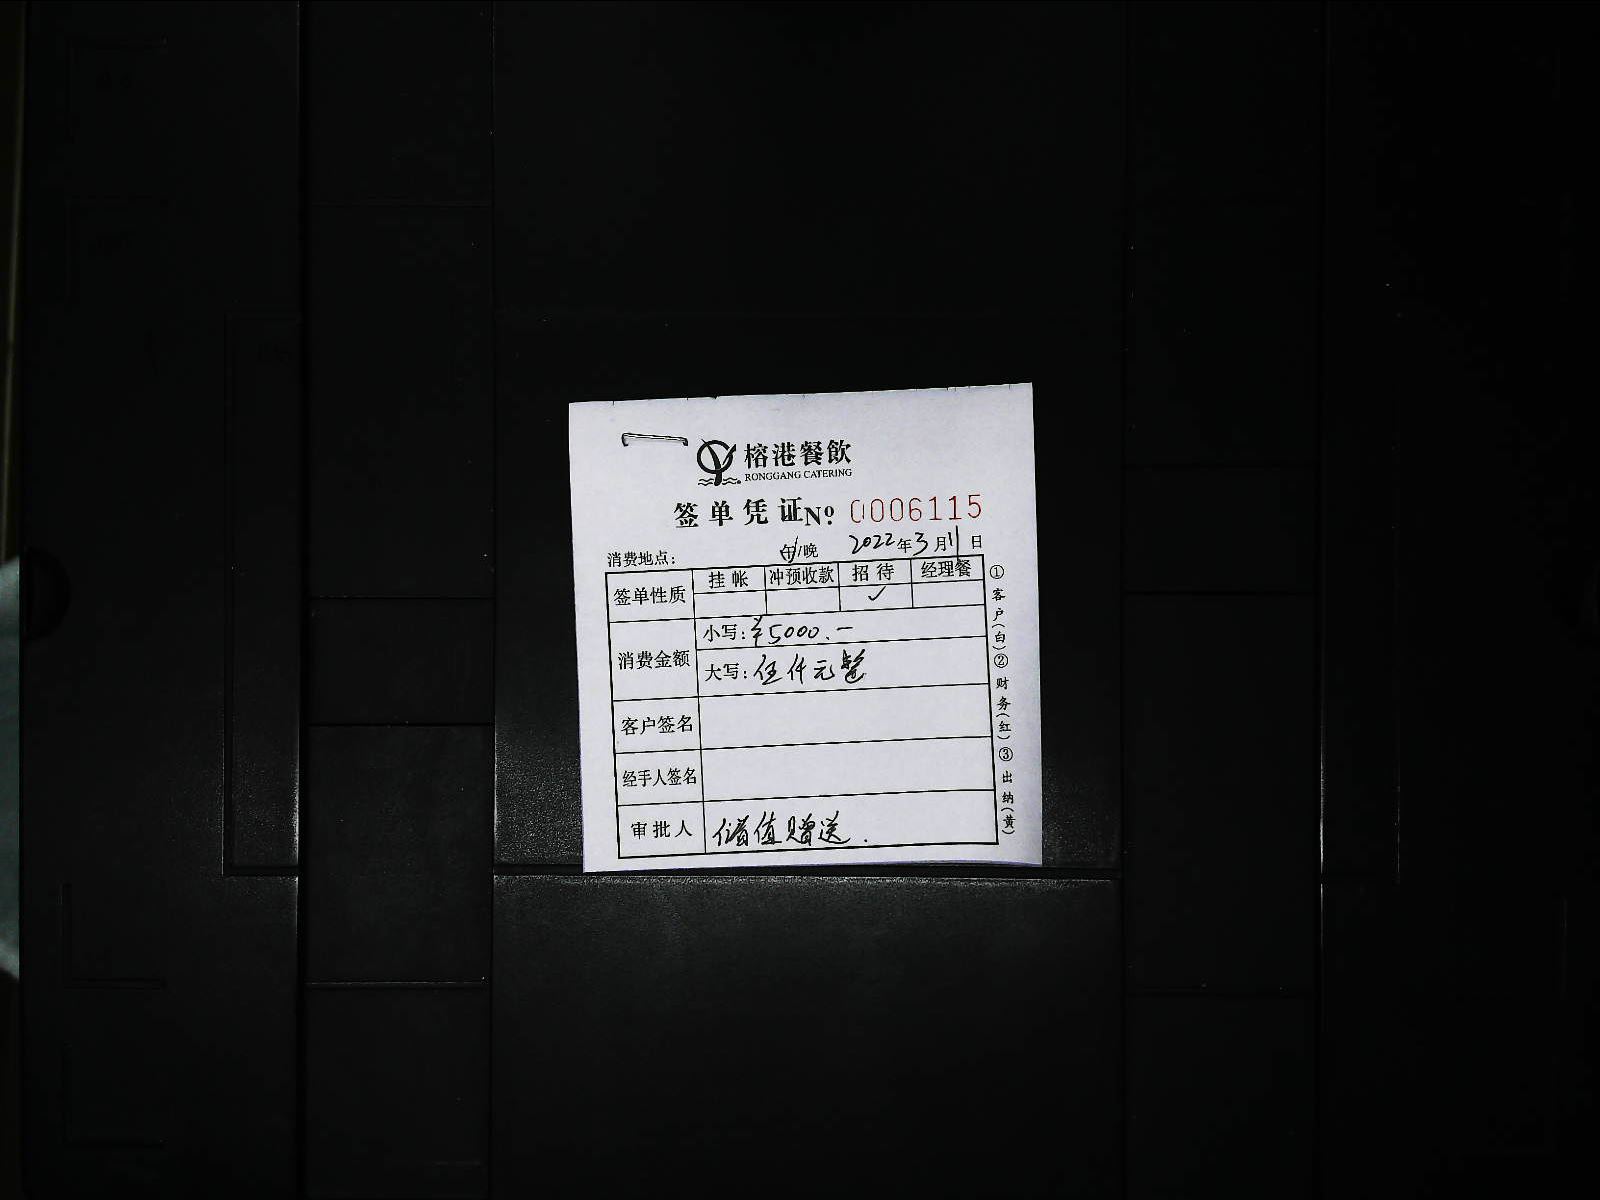 榕港餐飲
RONGGANG CATERING
签单凭证№ 0006115
消费地点： 午/晚 2022年3月11日
签单性质 挂帐 冲预收款 招待 经理餐
✓
消费金额 小写：¥5000.一
大写：伍仟元整
客户签名
经手人签名
审批人 储值赠送.
①客户(白)②财务(红)③出纳(黄)